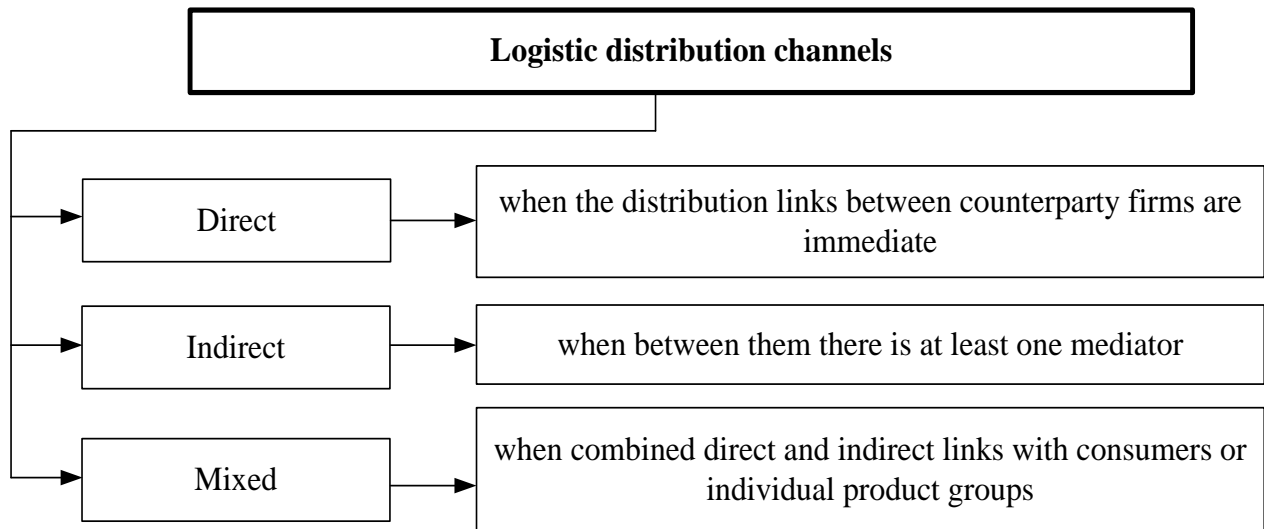 Logistic distribution channels
Direct
when the distribution links between counterparty firms are
immediate
Indirect
when between them there is at least one mediator
Mixed
when combined direct and indirect links with consumers or
individual product groups